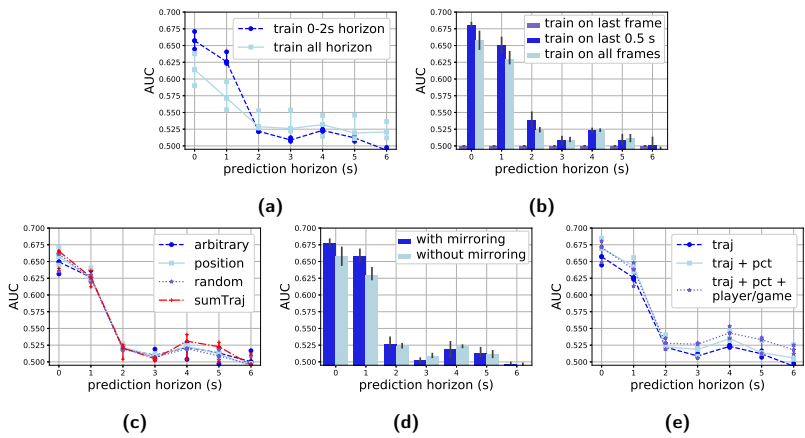 0.700
0.675
0.650
0.625
0.600
0.575
0.550
0.525
0.500
AUC
train 0-2s horizon
train all horizon
0 1 2 3 4 5 6
prediction horizon (s)
(a)
0.700
0.675
0.650
0.625
0.600
0.575
0.550
0.525
0.500
AUC
train on last frame
train on last 0.5 s
train on all frames
0 1 2 3 4 5 6
prediction horizon (s)
(b)
0.700
0.675
0.650
0.625
0.600
0.575
0.550
0.525
0.500
AUC
arbitrary
position
random
sumTraj
0 1 2 3 4 5 6
prediction horizon (s)
(c)
0.700
0.675
0.650
0.625
0.600
0.575
0.550
0.525
0.500
AUC
with mirroring
without mirroring
0 1 2 3 4 5 6
prediction horizon (s)
(d)
0.700
0.675
0.650
0.625
0.600
0.575
0.550
0.525
0.500
AUC
traj
traj + pct
traj + pct +
player/game
0 1 2 3 4 5 6
prediction horizon (s)
(e)